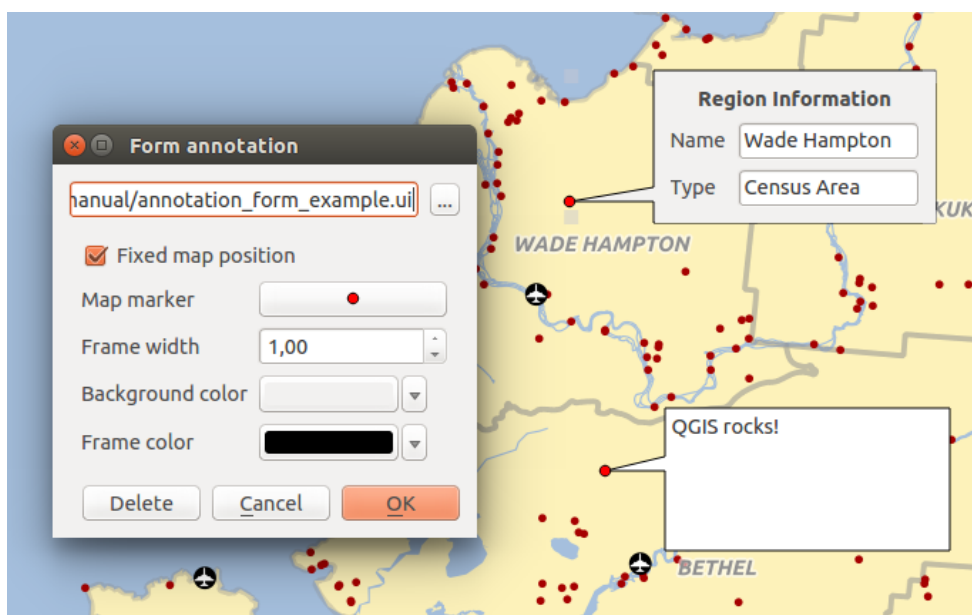 Form annotation
nanual/annotation_form_example.ui
...
Fixed map position
Map marker
Frame width
1,00
Background color
Frame color
Delete
Cancel
OK
Region Information
Name
Wade Hampton
Type
Census Area
KUK
WADE HAMPTON
QGIS rocks!
BETHEL